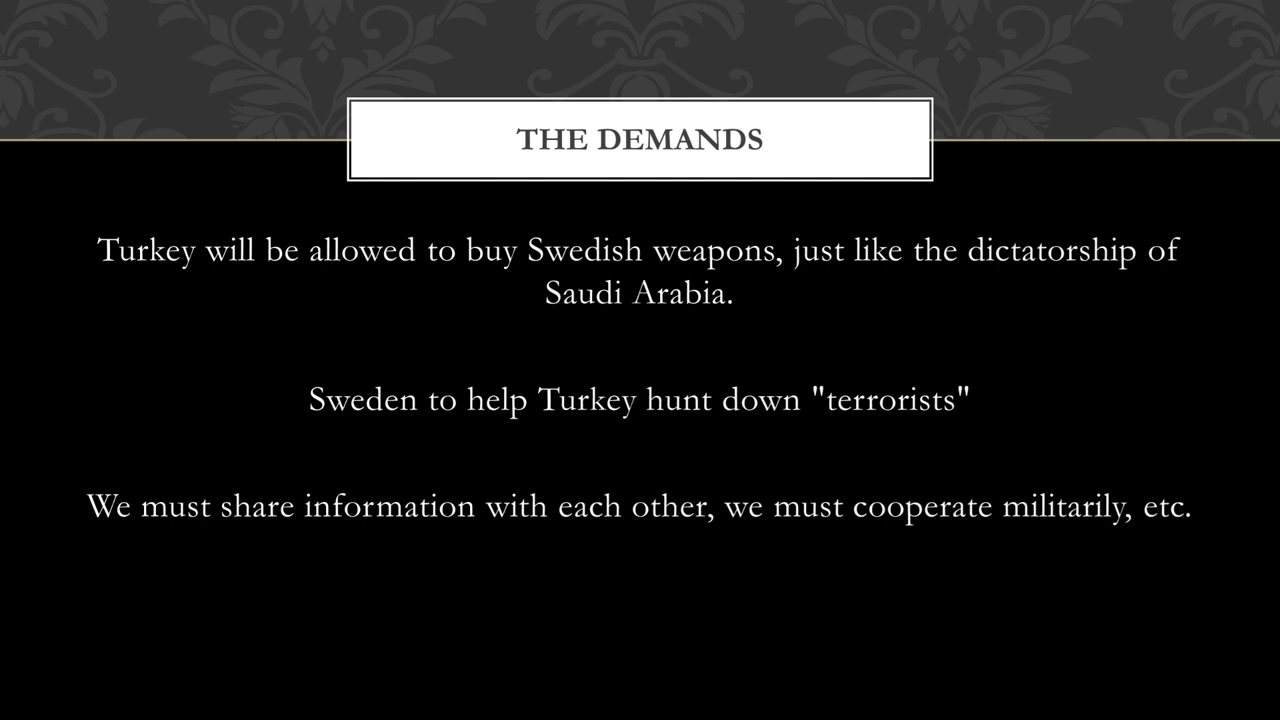 THE DEMANDS
Turkey will be allowed to buy Swedish weapons, just like the dictatorship of
Saudi Arabia.
Sweden to help Turkey hunt down "terrorists"
We must share information with each other, we must cooperate militarily, etc.